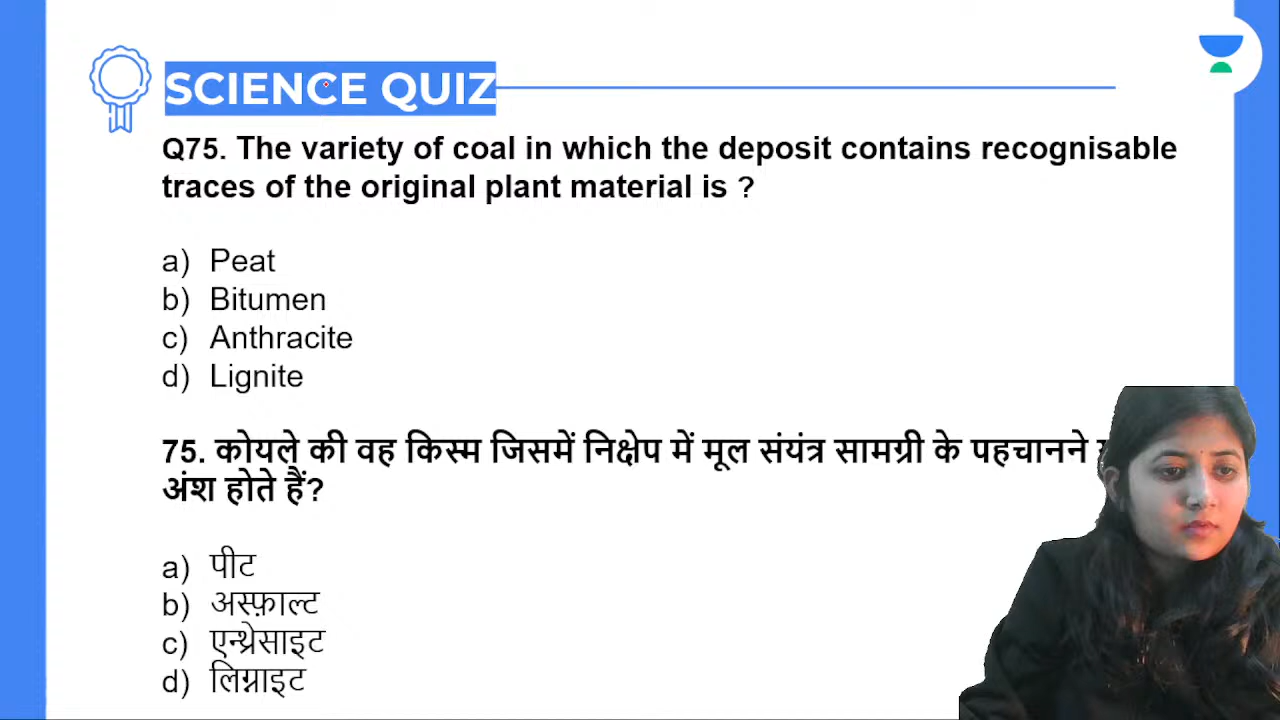 SCIENCE QUIZ
Q75. The variety of coal in which the deposit contains recognisable
traces of the original plant material is ?
a) Peat
b) Bitumen
c) Anthracite
d) Lignite
75. कोयले की वह किस्म जिसमें निक्षेप में मूल संयंत्र सामग्री के पहचानने
अंश होते हैं?
a) पीट
b) अस्फ़ाल्ट
c) एन्थ्रेसाइट
d) लिग्नाइट